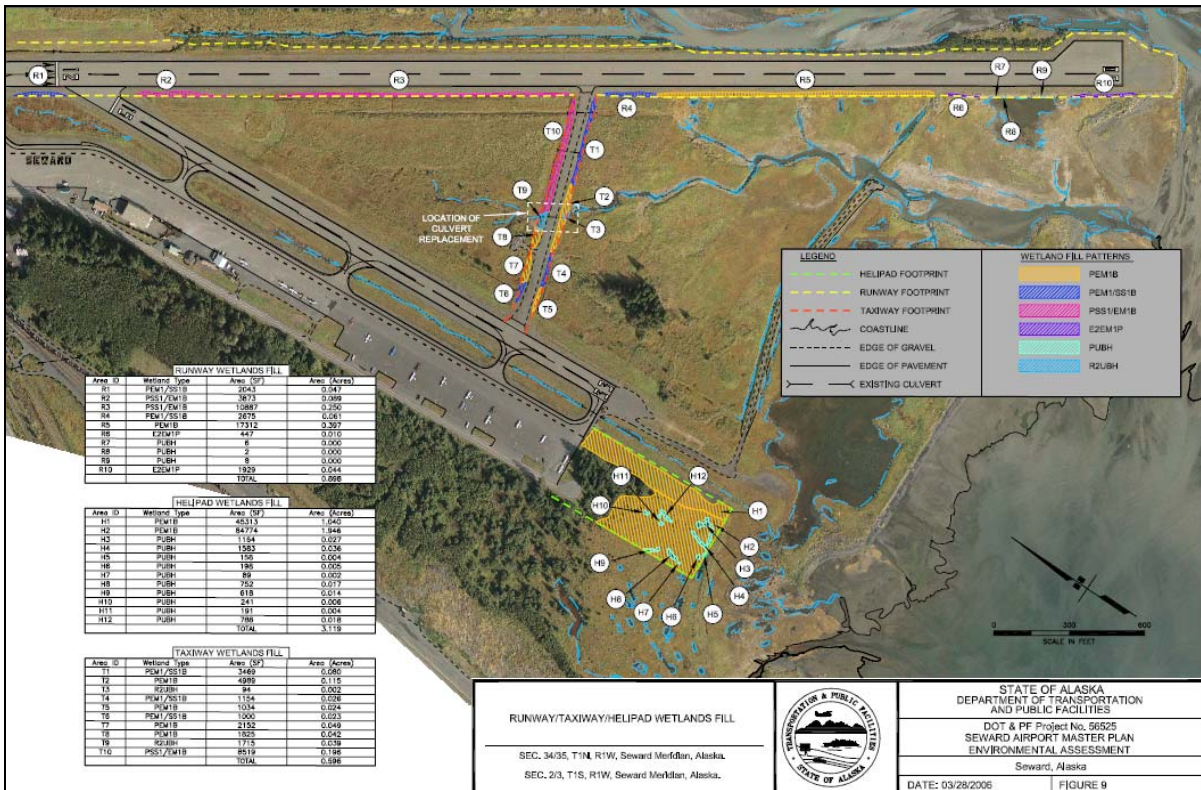 R1
R2
R3
R4
R5
R6
R7
R8
R9
R10
SEWARD
T10
T1
T9
T2
LOCATION OF
CULVERT
REPLACEMENT
T3
T8
T4
T7
T6
T5
LEGEND
HELIPAD FOOTPRINT
RUNWAY FOOTPRINT
TAXIWAY FOOTPRINT
COASTLINE
EDGE OF GRAVEL
EDGE OF PAVEMENT
EXISTING CULVERT
WETLAND FILL PATTERNS
PEM1B
PEM1/SS1B
PSS1/EM1B
E2EM1P
PUBH
R2UBH
RUNWAY WETLANDS FILL
Area ID Wetland Type Area (SF) Area (Acres)
R1 PEM1/SS1B 2043 0.047
R2 PSS1/EM1B 3873 0.089
R3 PSS1/EM1B 10887 0.250
R4 PEM1/SS1B 2675 0.061
R5 PEM1B 17312 0.397
R6 E2EM1P 447 0.010
R7 PUBH 6 0.000
R8 PUBH 2 0.000
R9 PUBH 0.000
R10 E2EM1P 1929 0.044
TOTAL 0.898
HELIPAD WETLANDS FILL
Area ID Wetland Type Area (SF) Area (Acres)
H1 PEM1B 45313 1.040
H2 PEM1B 84774 1.946
H3 PUBH 1164 0.027
H4 PUBH 1583 0.036
H5 PUBH 156 0.004
H6 PUBH 0.005
H7 PUBH 89 0.002
H8 PUBH 752 0.017
H9 PUBH 618 0.014
H10 PUBH 241 0.006
H11 PUBH 191 0.004
H12 PUBH 0.018
TOTAL 3.119
TAXIWAY WETLANDS FILL
Area ID Wetland Type Area (SF) Area (Acres)
T1 PEM1/SS1B 3469 0.080
T2 PEM1B 4989 0.115
T3 R2UBH 94 0.002
T4 PEM1/SS1B 1154 0.026
T5 PEM1B 1034 0.024
T6 PEM1/SS1B 1000 0.023
T7 PEM1B 2152 0.049
T8 PEM1B 1825 0.042
T9 R2UBH 1715 0.039
T10 PSS1/EM1B 8519 0.196
TOTAL 0.596
H11
H12
H10
H1
H2
H9
H3
H4
H8
H7
H6
H5
300 0 600
SCALE IN FEET
RUNWAY/TAXIWAY/HELIPAD WETLANDS FILL
SEC. 34/35, T1N, R1W, Seward Meridian, Alaska.
SEC. 2/3, T1S, R1W, Seward Meridian, Alaska.
TRANSPORTATION & PUBLIC FACILITIES
STATE OF ALASKA
STATE OF ALASKA
DEPARTMENT OF TRANSPORTATION
AND PUBLIC FACILITIES
DOT & PF Project No. 56525
SEWARD AIRPORT MASTER PLAN
ENVIRONMENTAL ASSESSMENT
Seward, Alaska
DATE: 03/28/2006 FIGURE 9